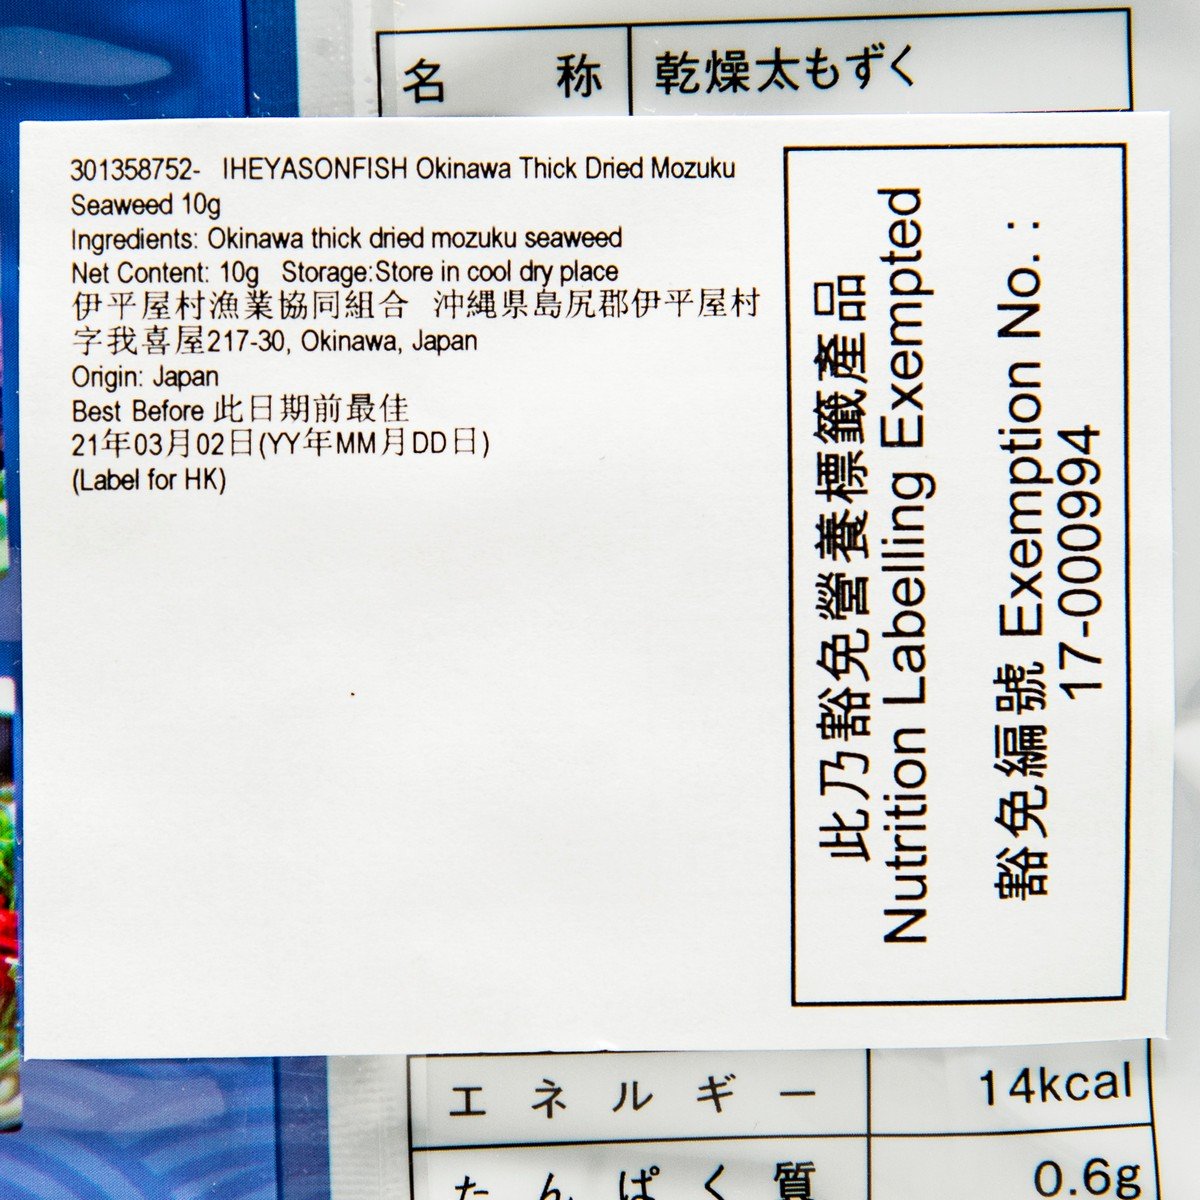 名 称 乾燥太もずく
301358752- IHEYASONFISH Okinawa Thick Dried Mozuku
Seaweed 10g
Ingredients: Okinawa thick dried mozuku seaweed
Net Content: 10g Storage:Store in cool dry place
伊平屋村漁業協同組合 沖縄県島尻郡伊平屋村
字我喜屋217-30, Okinawa, Japan
Origin: Japan
Best Before 此日期前最佳
21年03月02日(YY年MM月DD日)
(Label for HK)
此乃豁免營養標籤產品
Nutrition Labelling Exempted
豁免編號 Exemption No. :
17-000994
エネルギー 14kcal
たんぱく質 0.6g